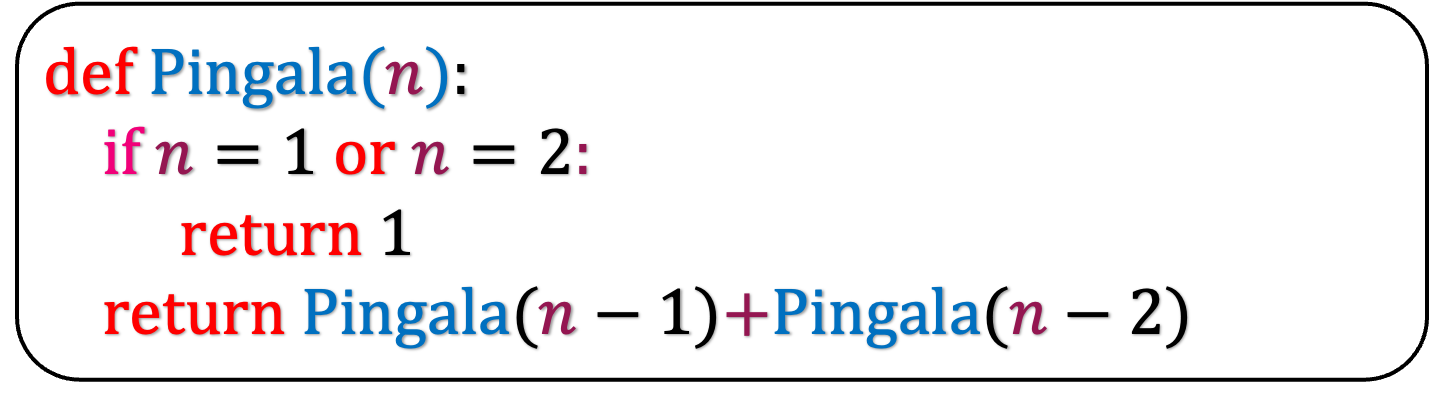 def Pingala(n):
if n = 1 or n = 2:
return 1
return Pingala(n − 1)+Pingala(n − 2)